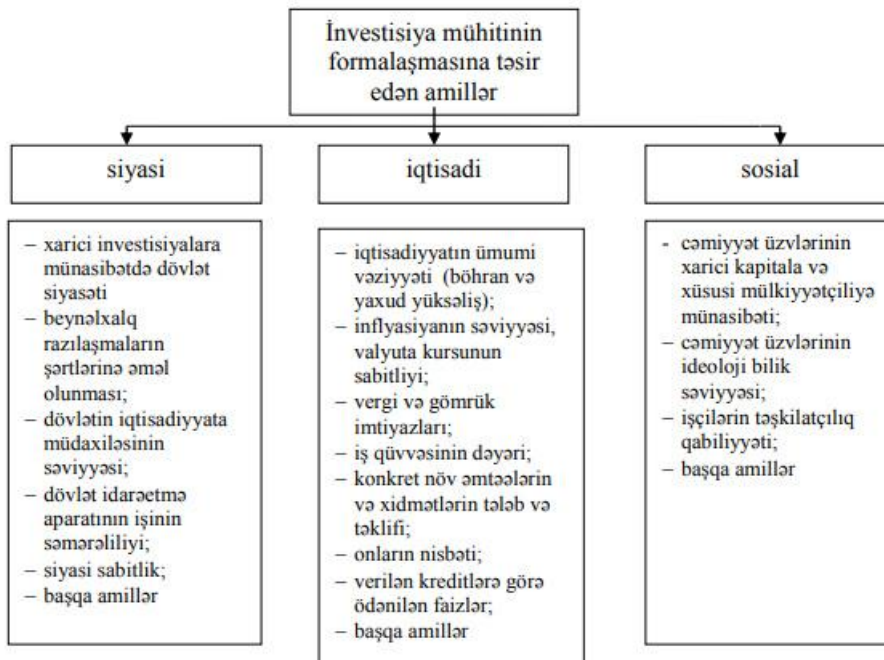 İnvestisiya mühitinin
formalaşmasına təsir
edən amillər
siyasi
– xarici investisiyalara
münasibətdə dövlət
siyasəti
– beynəlxalq
razılaşmaların
şərtlərinə əməl
olunması;
– dövlətin iqtisadiyyata
müdaxiləsinin
səviyyəsi;
– dövlət idarəetmə
aparatının işinin
səmərəliliyi;
– siyasi sabitlik;
– başqa amillər
iqtisadi
– iqtisadiyyatın ümumi
vəziyyəti (böhran və
yaxud yüksəliş);
– inflyasiyanın səviyyəsi,
valyuta kursunun
sabitliyi;
– vergi və gömrük
imtiyazları;
– iş qüvvəsinin dəyəri;
– konkret növ əmtəələrin
və xidmətlərin tələb və
təklifi;
– onların nisbəti;
– verilən kreditlərə görə
ödənilən faizlər;
– başqa amillər
sosial
- cəmiyyət üzvlərinin
xarici kapitala və
xüsusi mülkiyyətçiliyə
münasibəti;
– cəmiyyət üzvlərinin
ideoloji bilik
səviyyəsi;
– işçilərin təşkilatçılıq
qabiliyyəti;
– başqa amillər